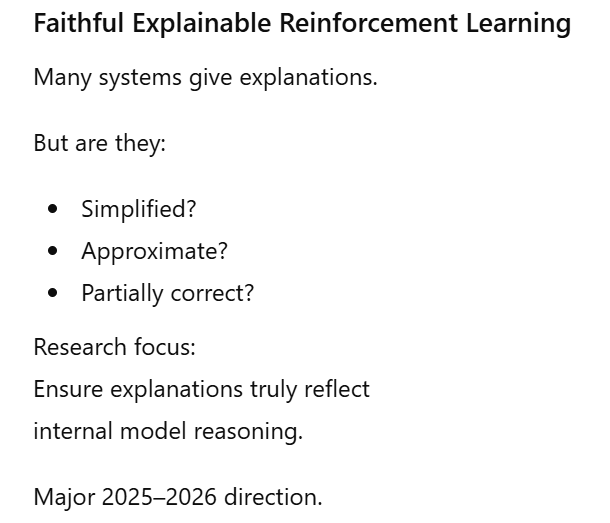 Faithful Explainable Reinforcement Learning
Many systems give explanations.
But are they:
• Simplified?
• Approximate?
• Partially correct?
Research focus:
Ensure explanations truly reflect
internal model reasoning.
Major 2025–2026 direction.